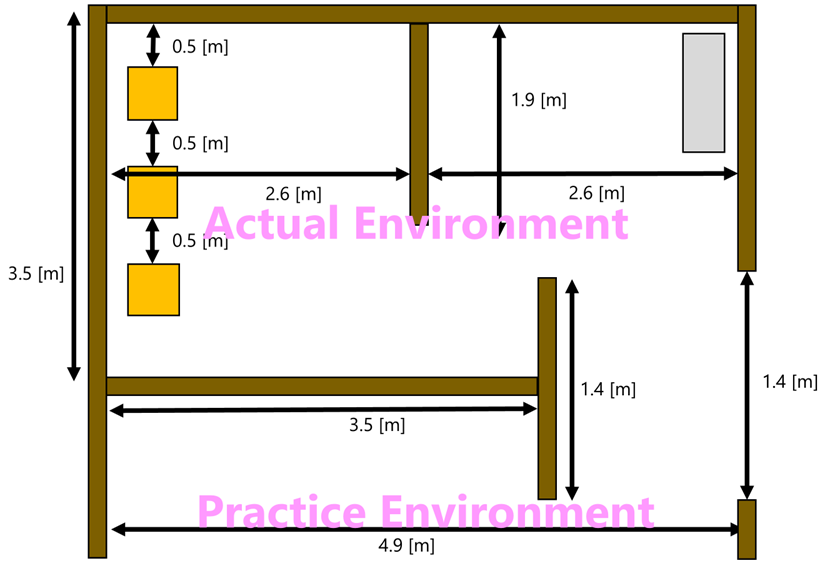 0.5 [m]
1.9 [m]
0.5 [m]
2.6 [m]
2.6 [m]
Actual Environment
0.5 [m]
3.5 [m]
1.4 [m]
1.4 [m]
3.5 [m]
Practice Environment
4.9 [m]